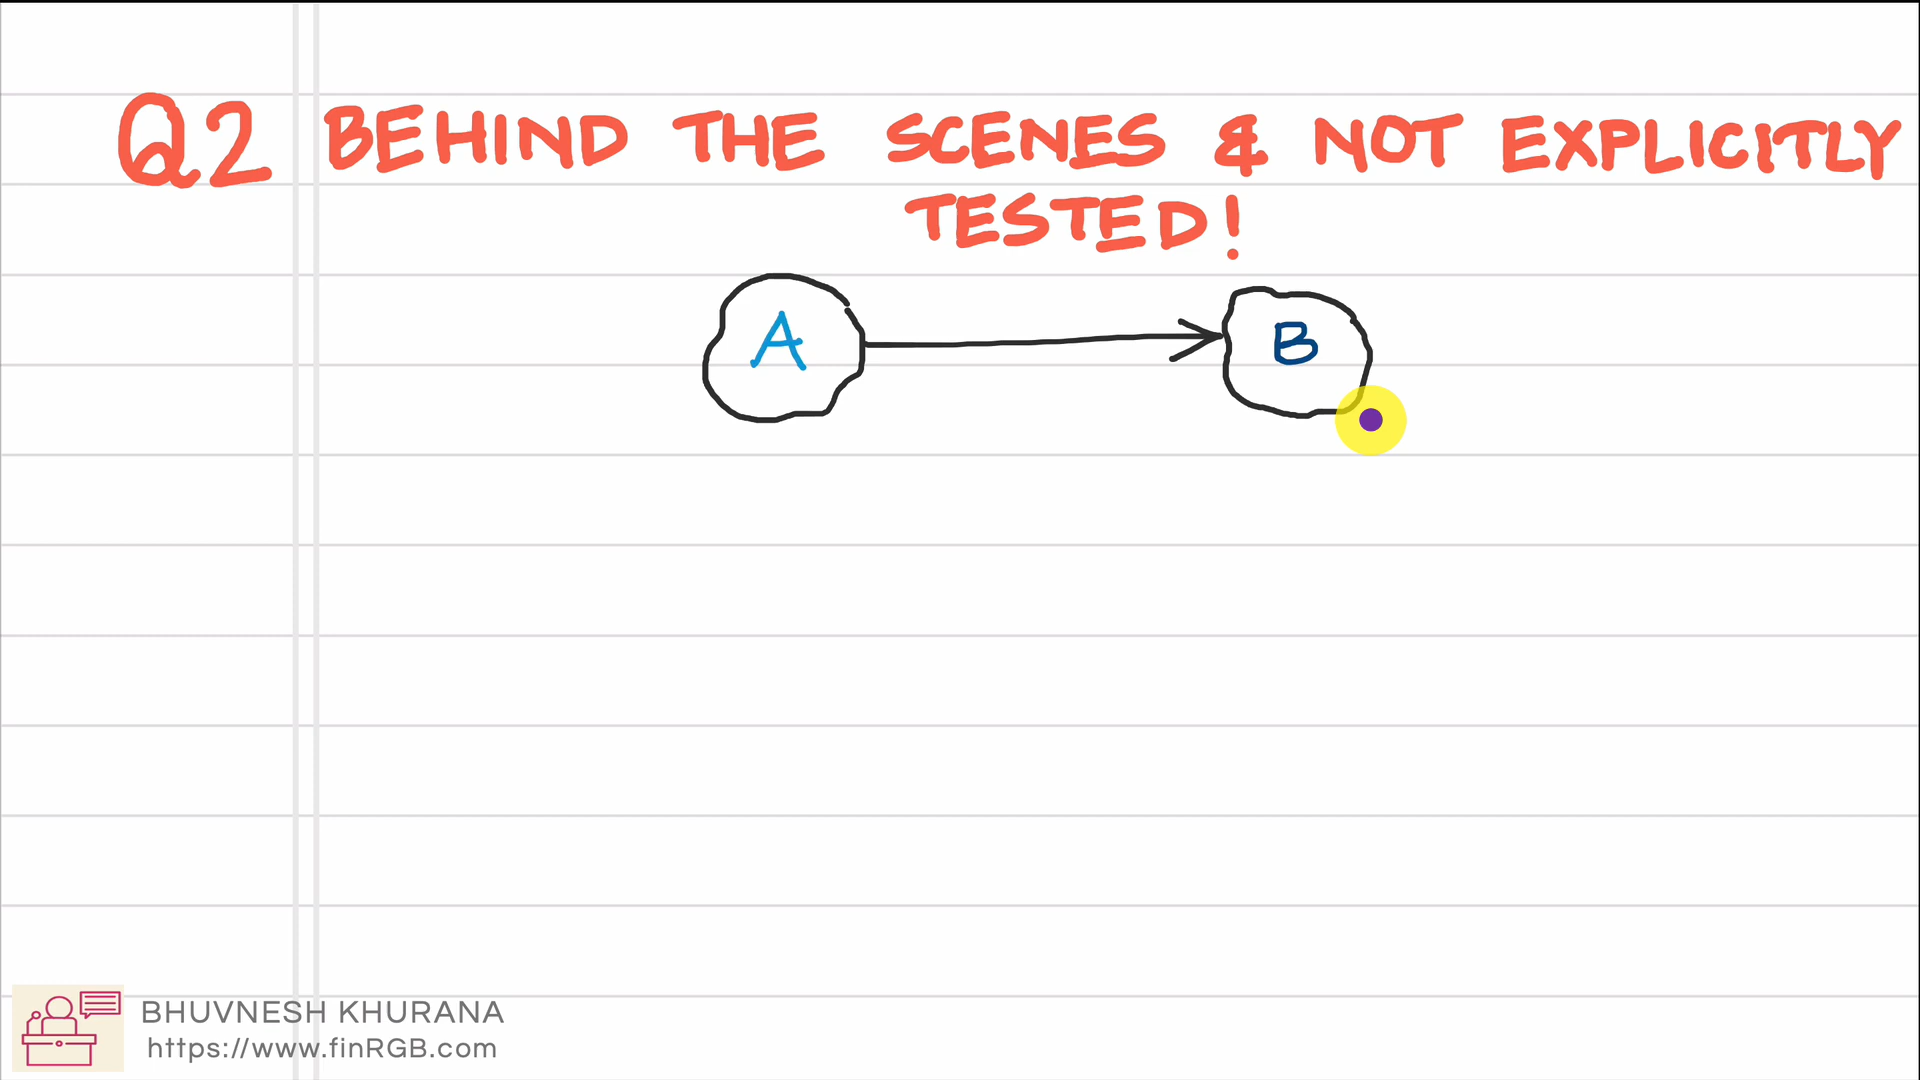 Q2 BEHIND THE SCENES & NOT EXPLICITLY
TESTED!
A
B
BHUVNESH KHURANA
https://www.finRGB.com